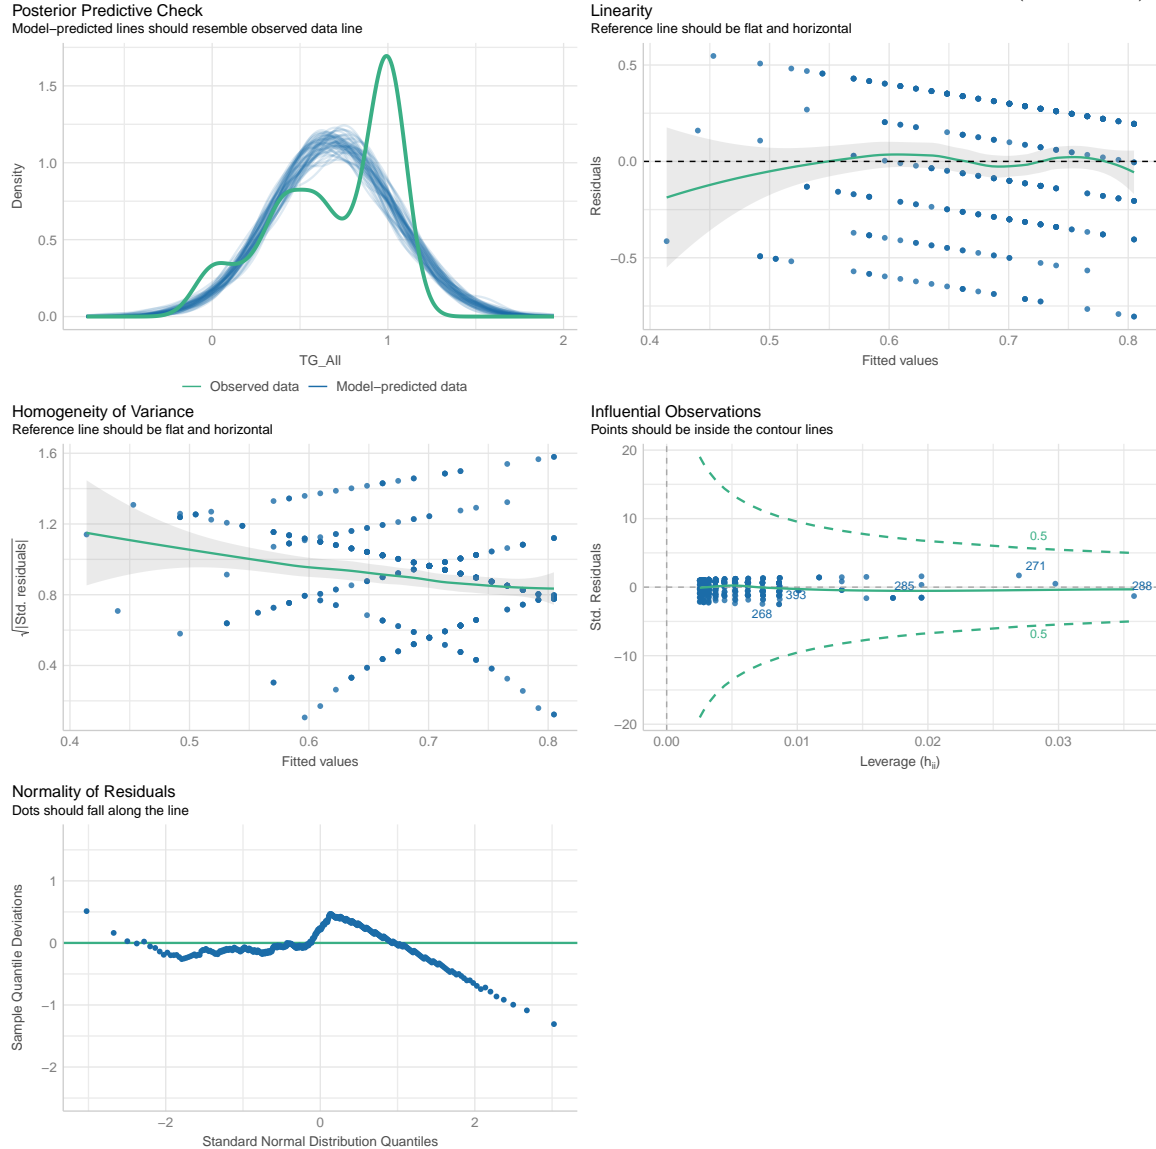 Posterior Predictive Check
Model−predicted lines should resemble observed data line
1.5
1.0
0.5
0.0
Density
0
1
2
TG_All
Observed data
Model−predicted data
Linearity
Reference line should be flat and horizontal
0.5
0.0
−0.5
Residuals
0.4
0.5
0.6
0.7
0.8
Fitted values
Homogeneity of Variance
Reference line should be flat and horizontal
1.6
1.2
0.8
0.4
√|Std. residuals|
0.4
0.5
0.6
0.7
0.8
Fitted values
Influential Observations
Points should be inside the contour lines
20
10
0
−10
−20
Std. Residuals
0.5
271
285
288
393
268
0.5
0.00
0.01
0.02
0.03
Leverage (hii)
Normality of Residuals
Dots should fall along the line
1
0
−1
−2
Sample Quantile Deviations
−2
0
2
Standard Normal Distribution Quantiles